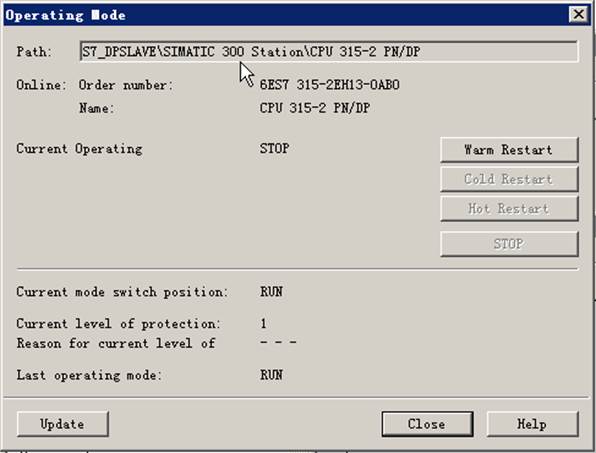 Operating Mode
Path: S7_DPSLAVE\SIMATIC 300 Station\CPU 315-2 PN/DP
Online: Order number: 6ES7 315-2EH13-0AB0
Name: CPU 315-2 PN/DP
Current Operating STOP
Warm Restart
Cold Restart
Hot Restart
STOP
Current mode switch position: RUN
Current level of protection: 1
Reason for current level of - - -
Last operating mode: RUN
Update Close Help